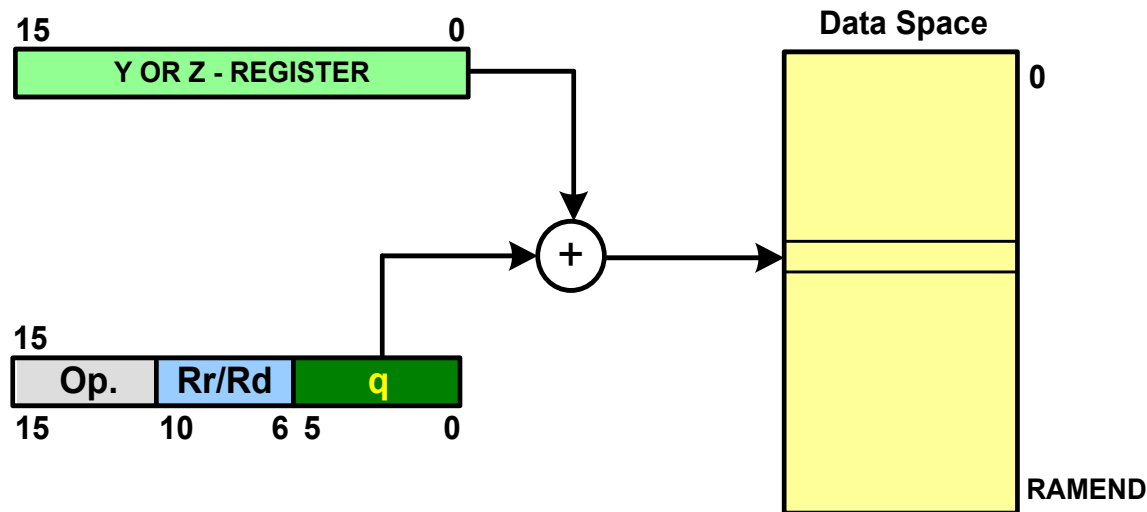 Data Space
15 0
Y OR Z - REGISTER
0
+
15
Op. Rr/Rd q
15 10 6 5 0
RAMEND